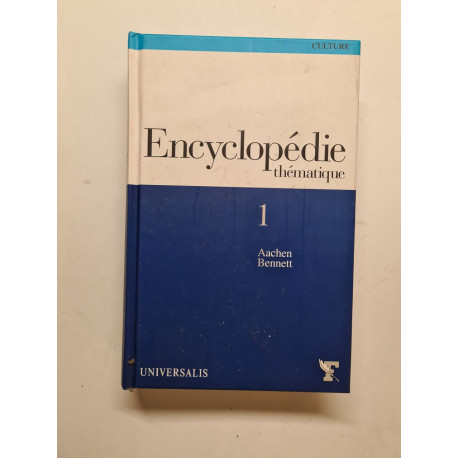 CULTURE
Encyclopédie
thématique
1
Aachen
Bennett
UNIVERSALIS
F